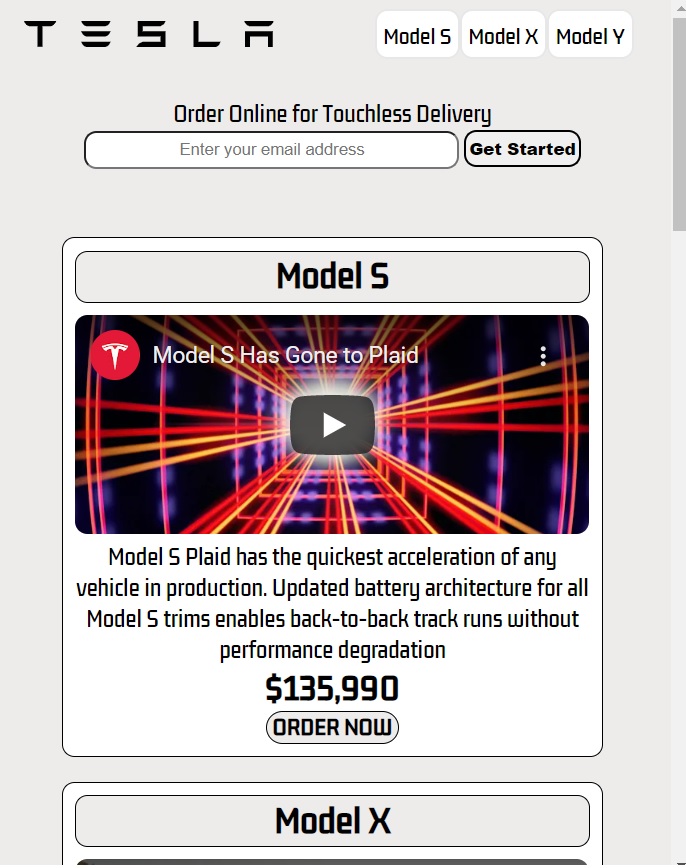 TESLA
Model S
Model X
Model Y
Order Online for Touchless Delivery
Enter your email address
Get Started
Model S
Model S Has Gone to Plaid
Model S Plaid has the quickest acceleration of any
vehicle in production. Updated battery architecture for all
Model S trims enables back-to-back track runs without
performance degradation
$135,990
ORDER NOW
Model X